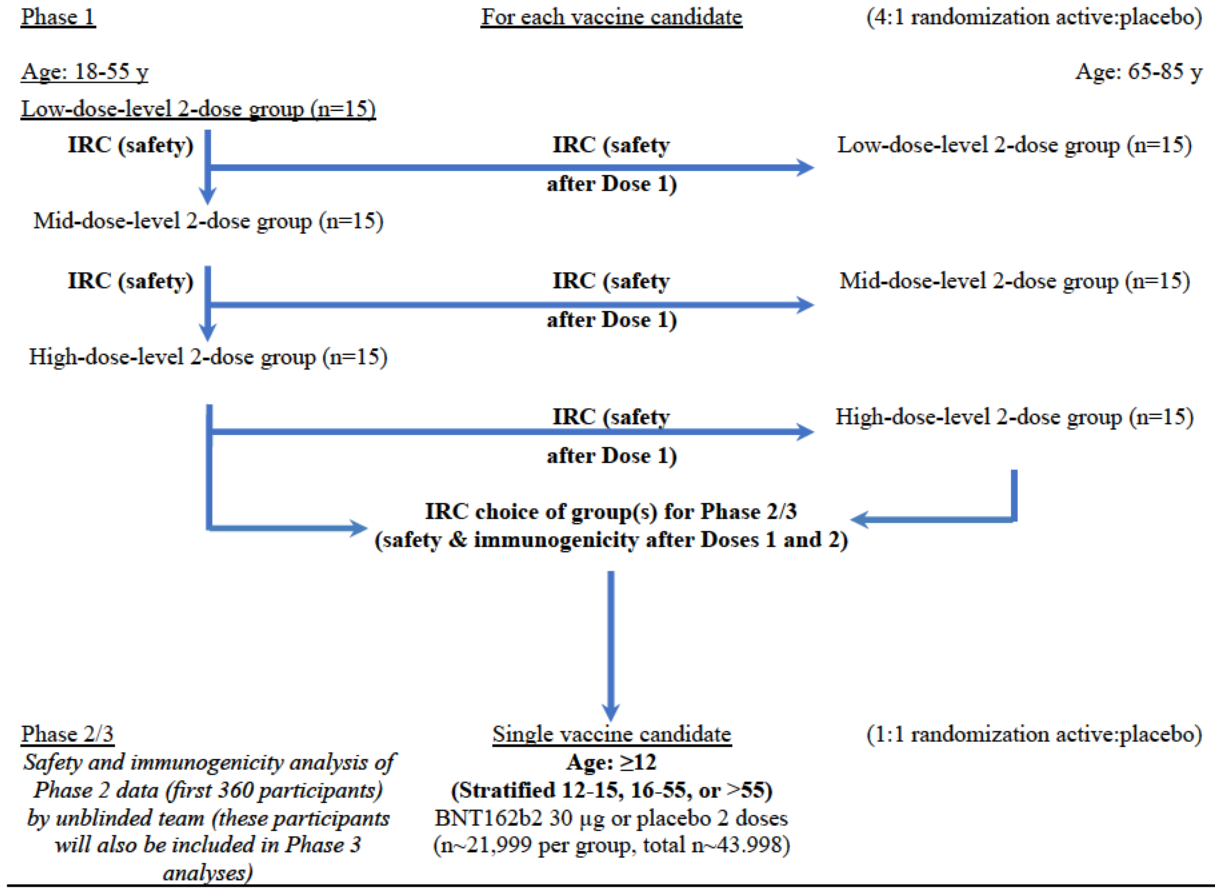 Phase 1 For each vaccine candidate (4:1 randomization active:placebo)
Age: 18-55 y Age: 65-85 y
Low-dose-level 2-dose group (n=15)
IRC (safety) IRC (safety Low-dose-level 2-dose group (n=15)
after Dose 1)
Mid-dose-level 2-dose group (n=15)
IRC (safety) IRC (safety Mid-dose-level 2-dose group (n=15)
after Dose 1)
High-dose-level 2-dose group (n=15)
IRC (safety High-dose-level 2-dose group (n=15)
after Dose 1)
IRC choice of group(s) for Phase 2/3
(safety & immunogenicity after Doses 1 and 2)
Phase 2/3 Single vaccine candidate (1:1 randomization active:placebo)
Safety and immunogenicity analysis of Age: ≥12
Phase 2 data (first 360 participants) (Stratified 12-15, 16-55, or >55)
by unblinded team (these participants BNT162b2 30 µg or placebo 2 doses
will also be included in Phase 3 (n~21,999 per group, total n~43.998)
analyses)